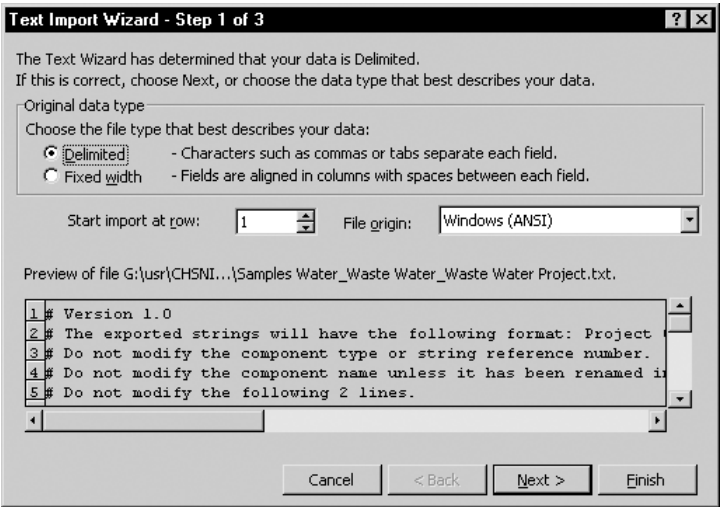 Text Import Wizard - Step 1 of 3
The Text Wizard has determined that your data is Delimited.
If this is correct, choose Next, or choose the data type that best describes your data.
Original data type
Choose the file type that best describes your data:
Delimited - Characters such as commas or tabs separate each field.
Fixed width - Fields are aligned in columns with spaces between each field.
Start import at row: 1 File origin: Windows (ANSI)
Preview of file G:\usr\CHSNI...\Samples Water_Waste Water_Waste Water Project.txt.
1 # Version 1.0
2 # The exported strings will have the following format: Project
3 # Do not modify the component type or string reference number.
4 # Do not modify the component name unless it has been renamed i
5 # Do not modify the following 2 lines.
Cancel < Back Next > Finish